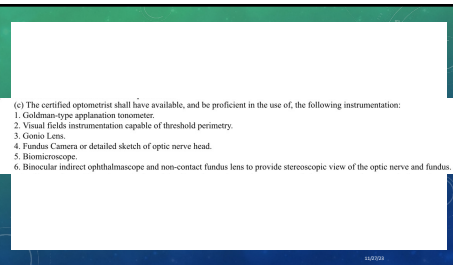 (c) The certified optometrist shall have available, and be proficient in the use of, the following instrumentation:
1. Goldman-type applanation tonometer.
2. Visual fields instrumentation capable of threshold perimetry.
3. Gonio Lens.
4. Fundus Camera or detailed sketch of optic nerve head.
5. Biomicroscope.
6. Binocular indirect ophthalmascope and non-contact fundus lens to provide stereoscopic view of the optic nerve and fundus.
11/27/23